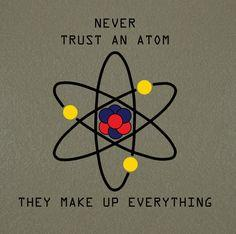 NEVER
TRUST AN ATOM
THEY MAKE UP EVERYTHING